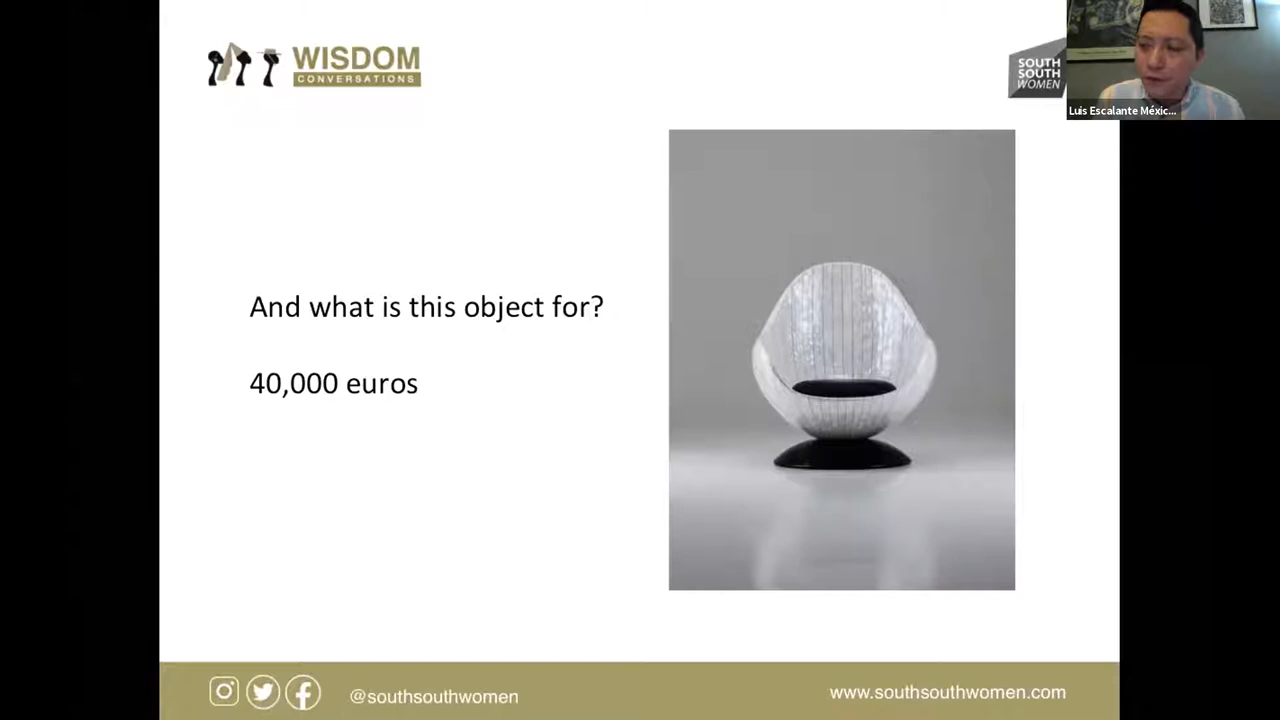 WISDOM
CONVERSATIONS
SOUTH
SOUTH
WOMEN
Luis Escalante Méxic...
And what is this object for?
40,000 euros
@southsouthwomen
www.southsouthwomen.com